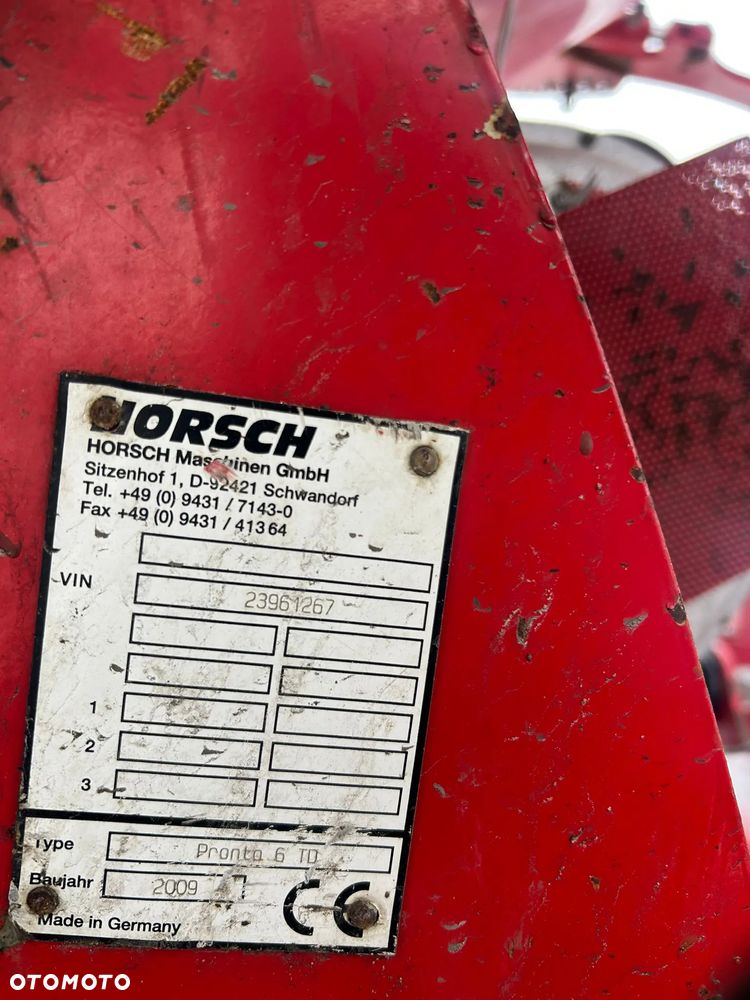 HORSCH
HORSCH Maschinen GmbH
Sitzenhof 1, D-92421 Schwandorf
Tel. +49 (0) 9431 / 7143-0
Fax +49 (0) 9431 / 41364
VIN 23961267
1
2
3
Type Pronto 6 TD
Baujahr 2009 CE
Made in Germany
OTOMOTO